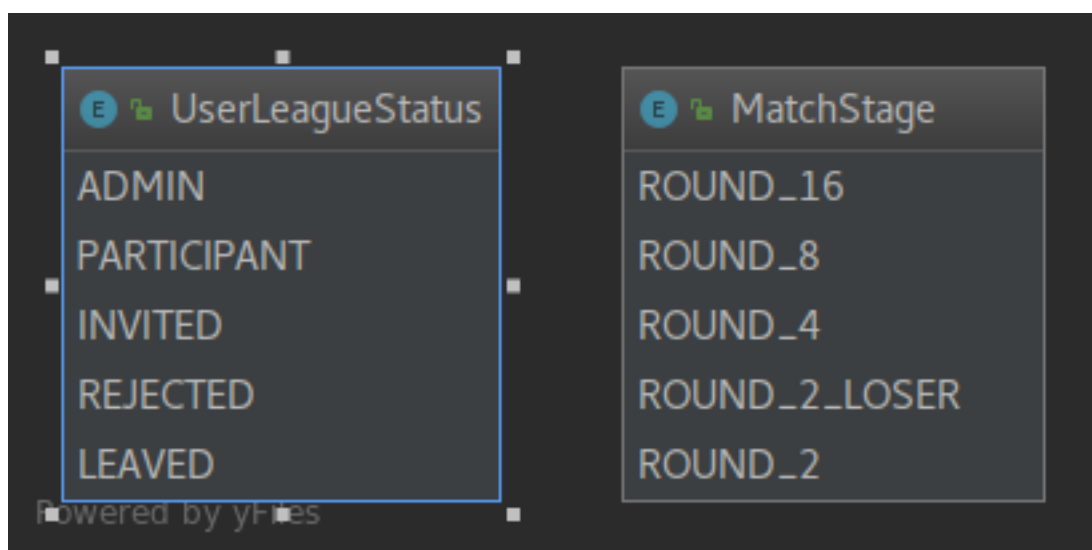 E UserLeagueStatus
ADMIN
PARTICIPANT
INVITED
REJECTED
LEAVED
E MatchStage
ROUND_16
ROUND_8
ROUND_4
ROUND_2_LOSER
ROUND_2
Powered by yFiles